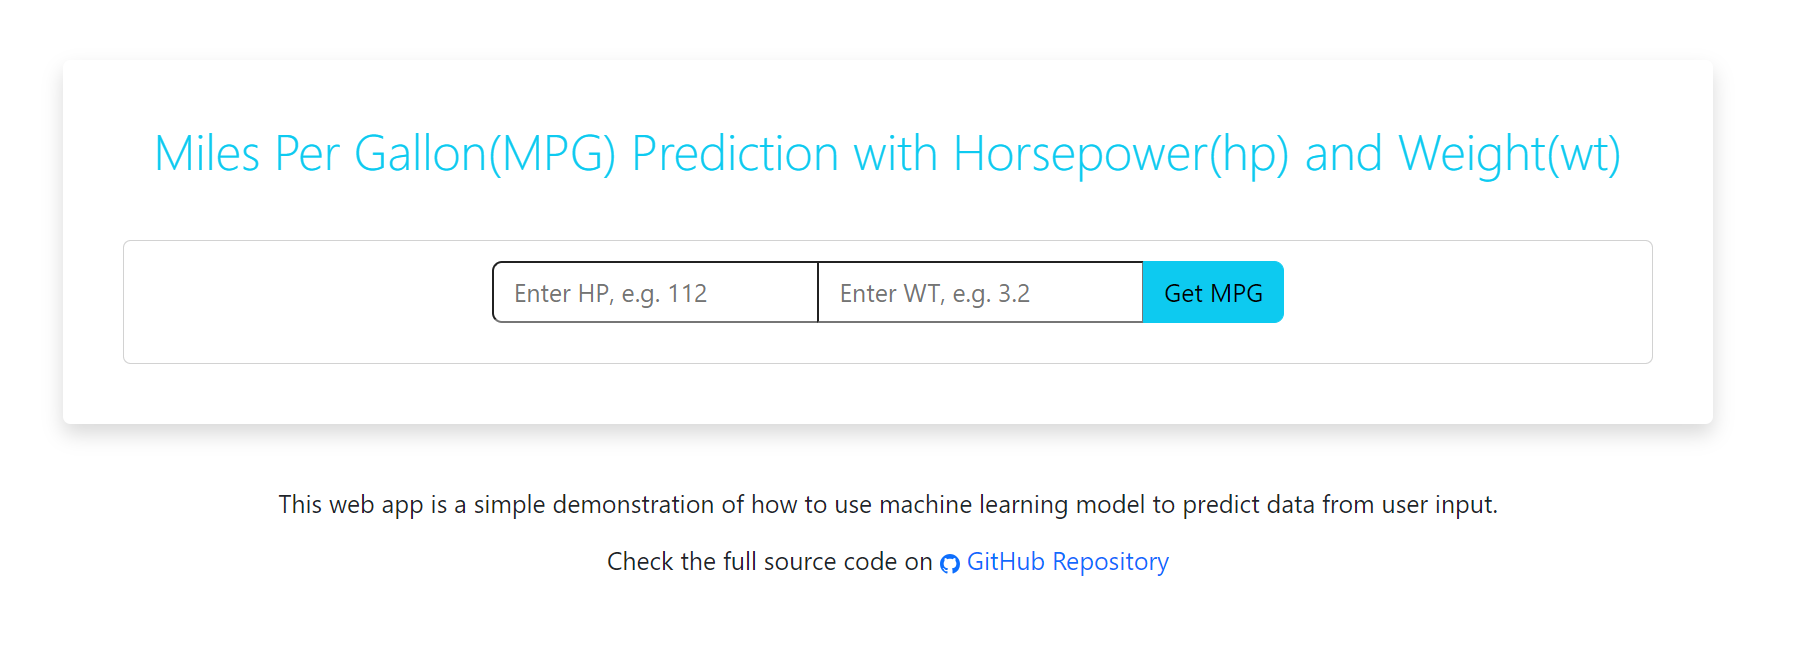 Miles Per Gallon(MPG) Prediction with Horsepower(hp) and Weight(wt)
Enter HP, e.g. 112
Enter WT, e.g. 3.2
Get MPG
This web app is a simple demonstration of how to use machine learning model to predict data from user input.
Check the full source code on GitHub Repository